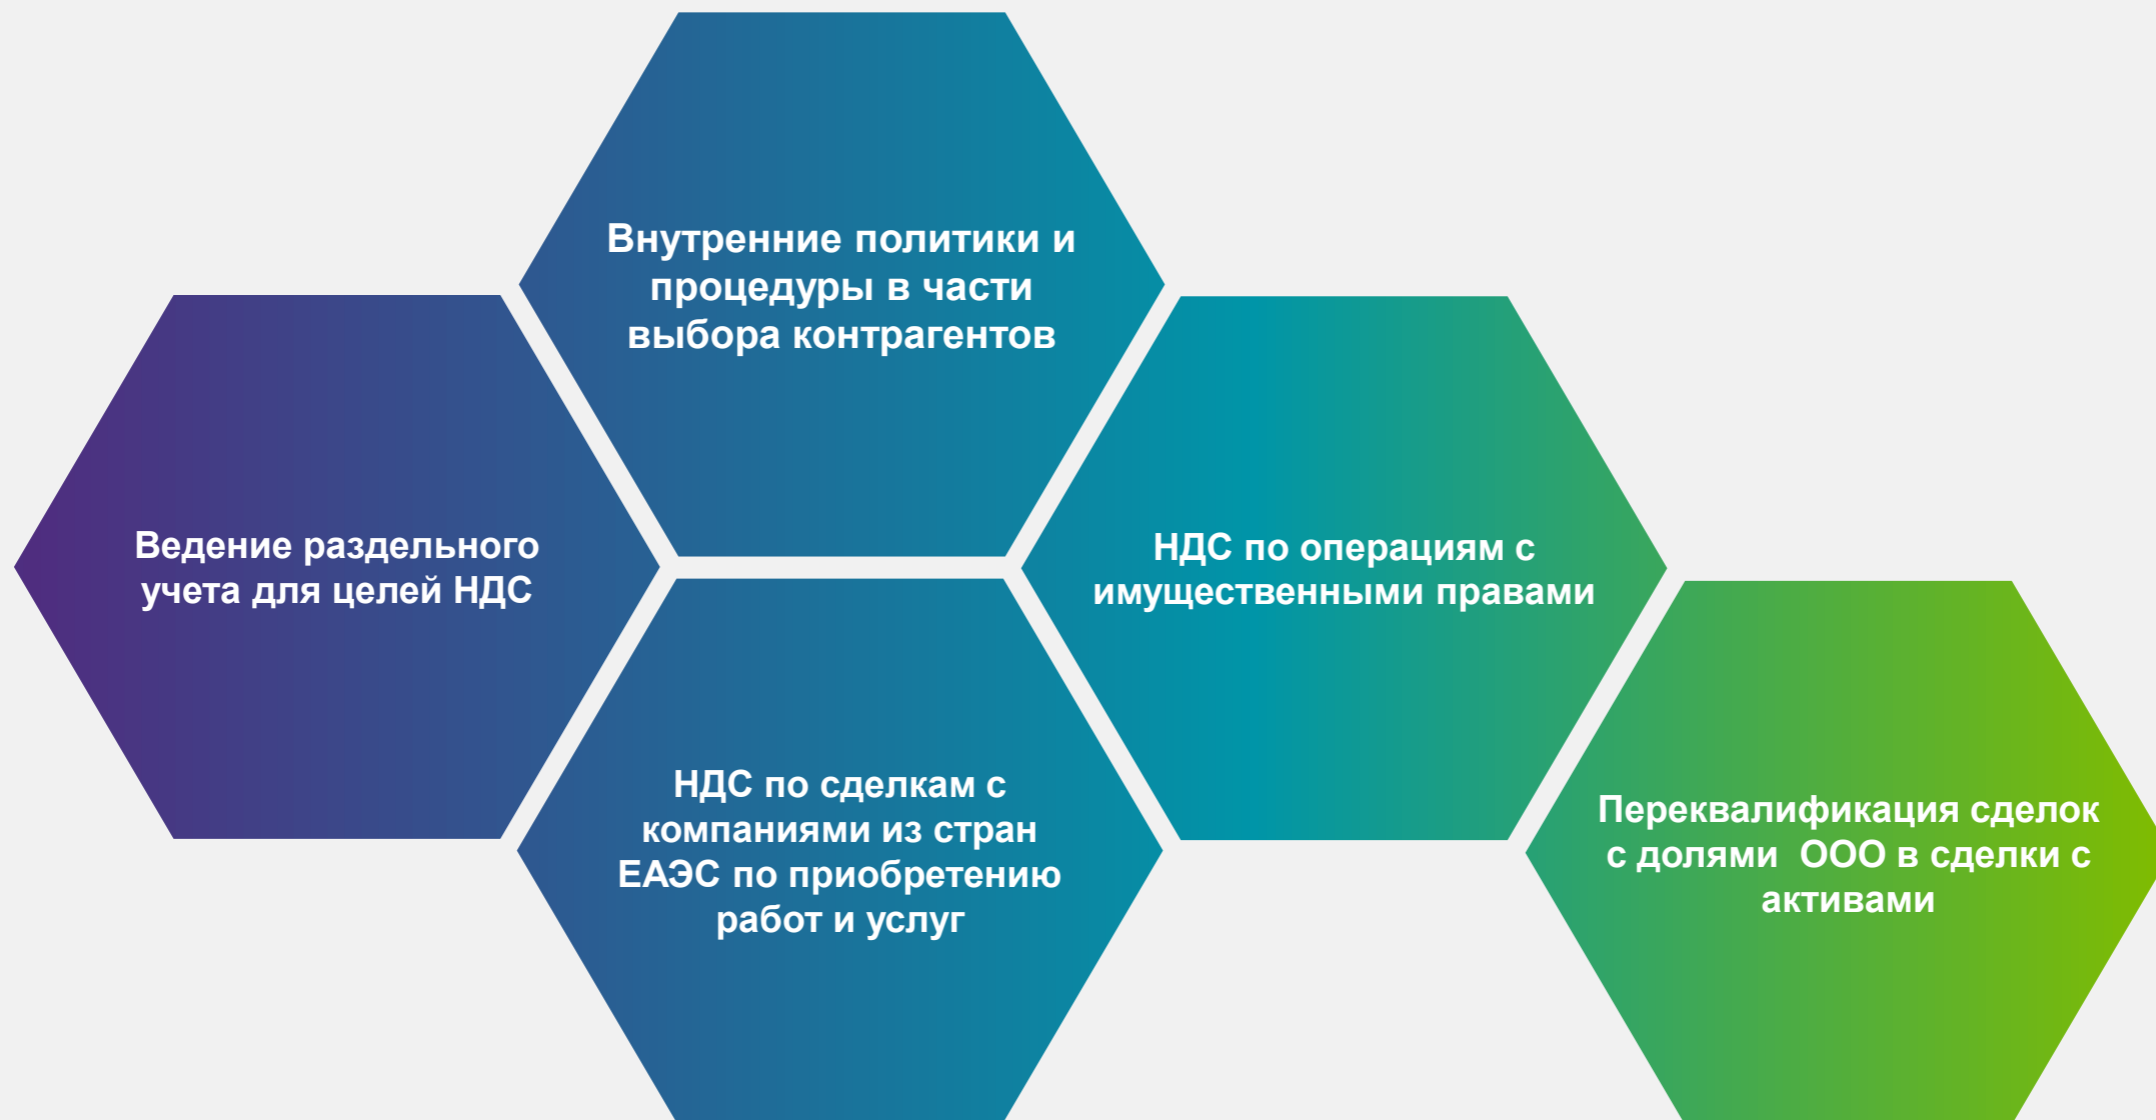 Внутренние политики и
процедуры в части
выбора контрагентов
Ведение раздельного
учета для целей НДС
НДС по операциям с
имущественными правами
НДС по сделкам с
компаниями из стран
ЕАЭС по приобретению
работ и услуг
Переквалификация сделок
с долями  ООО в сделки с
активами